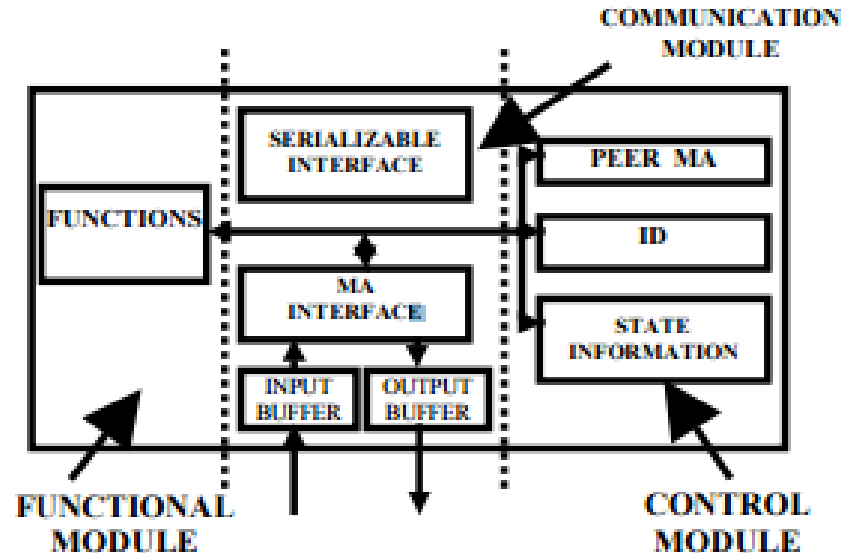 COMMUNICATION
MODULE
SERIALIZABLE
INTERFACE
PEER MA
FUNCTIONS
ID
MA
INTERFACE
STATE
INFORMATION
INPUT
BUFFER
OUTPUT
BUFFER
FUNCTIONAL
MODULE
CONTROL
MODULE